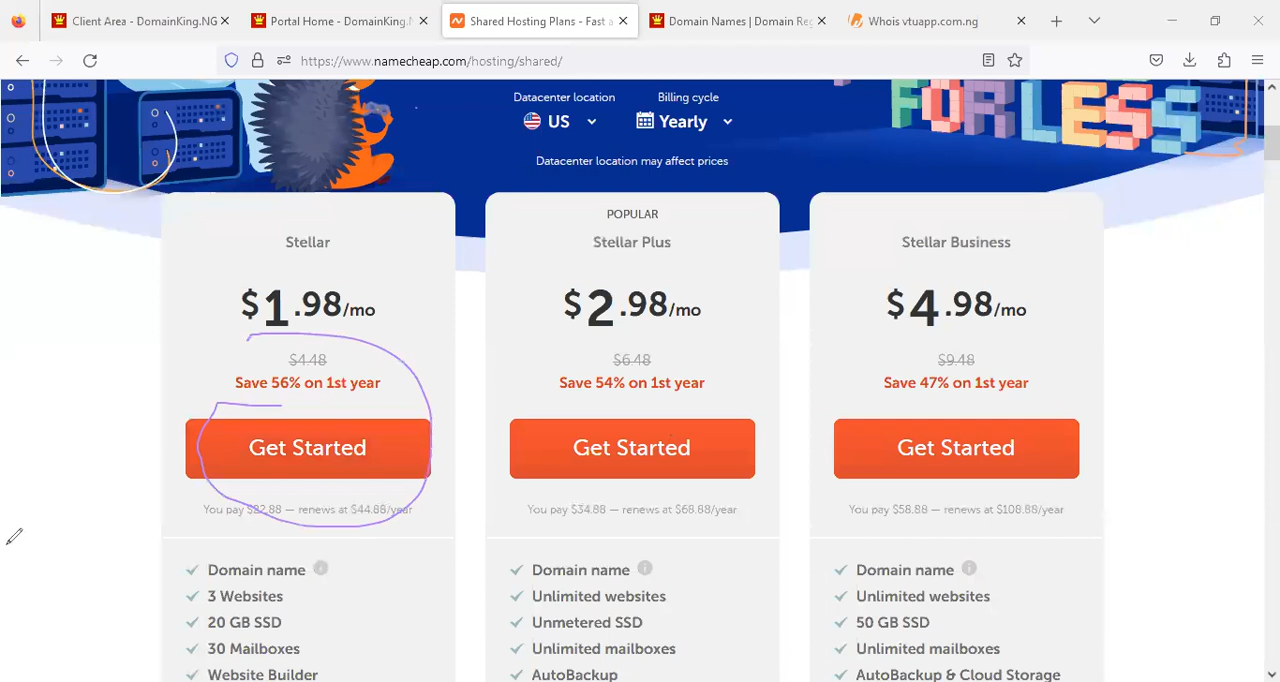 Client Area - DomainKing.NG
Portal Home - DomainKing.N
Shared Hosting Plans - Fast a
Domain Names | Domain Reg
Whois vtuapp.com.ng
https://www.namecheap.com/hosting/shared/
FOR LESS
Datacenter location
Billing cycle
US
Yearly
Datacenter location may affect prices
Stellar
$1.98/mo
$4.48
Save 56% on 1st year
Get Started
You pay $22.88 — renews at $44.88/year
Domain name
3 Websites
20 GB SSD
30 Mailboxes
Website Builder
POPULAR
Stellar Plus
$2.98/mo
$6.48
Save 54% on 1st year
Get Started
You pay $34.88 — renews at $68.88/year
Domain name
Unlimited websites
Unmetered SSD
Unlimited mailboxes
AutoBackup
Stellar Business
$4.98/mo
$9.48
Save 47% on 1st year
Get Started
You pay $58.88 — renews at $108.88/year
Domain name
Unlimited websites
50 GB SSD
Unlimited mailboxes
AutoBackup & Cloud Storage